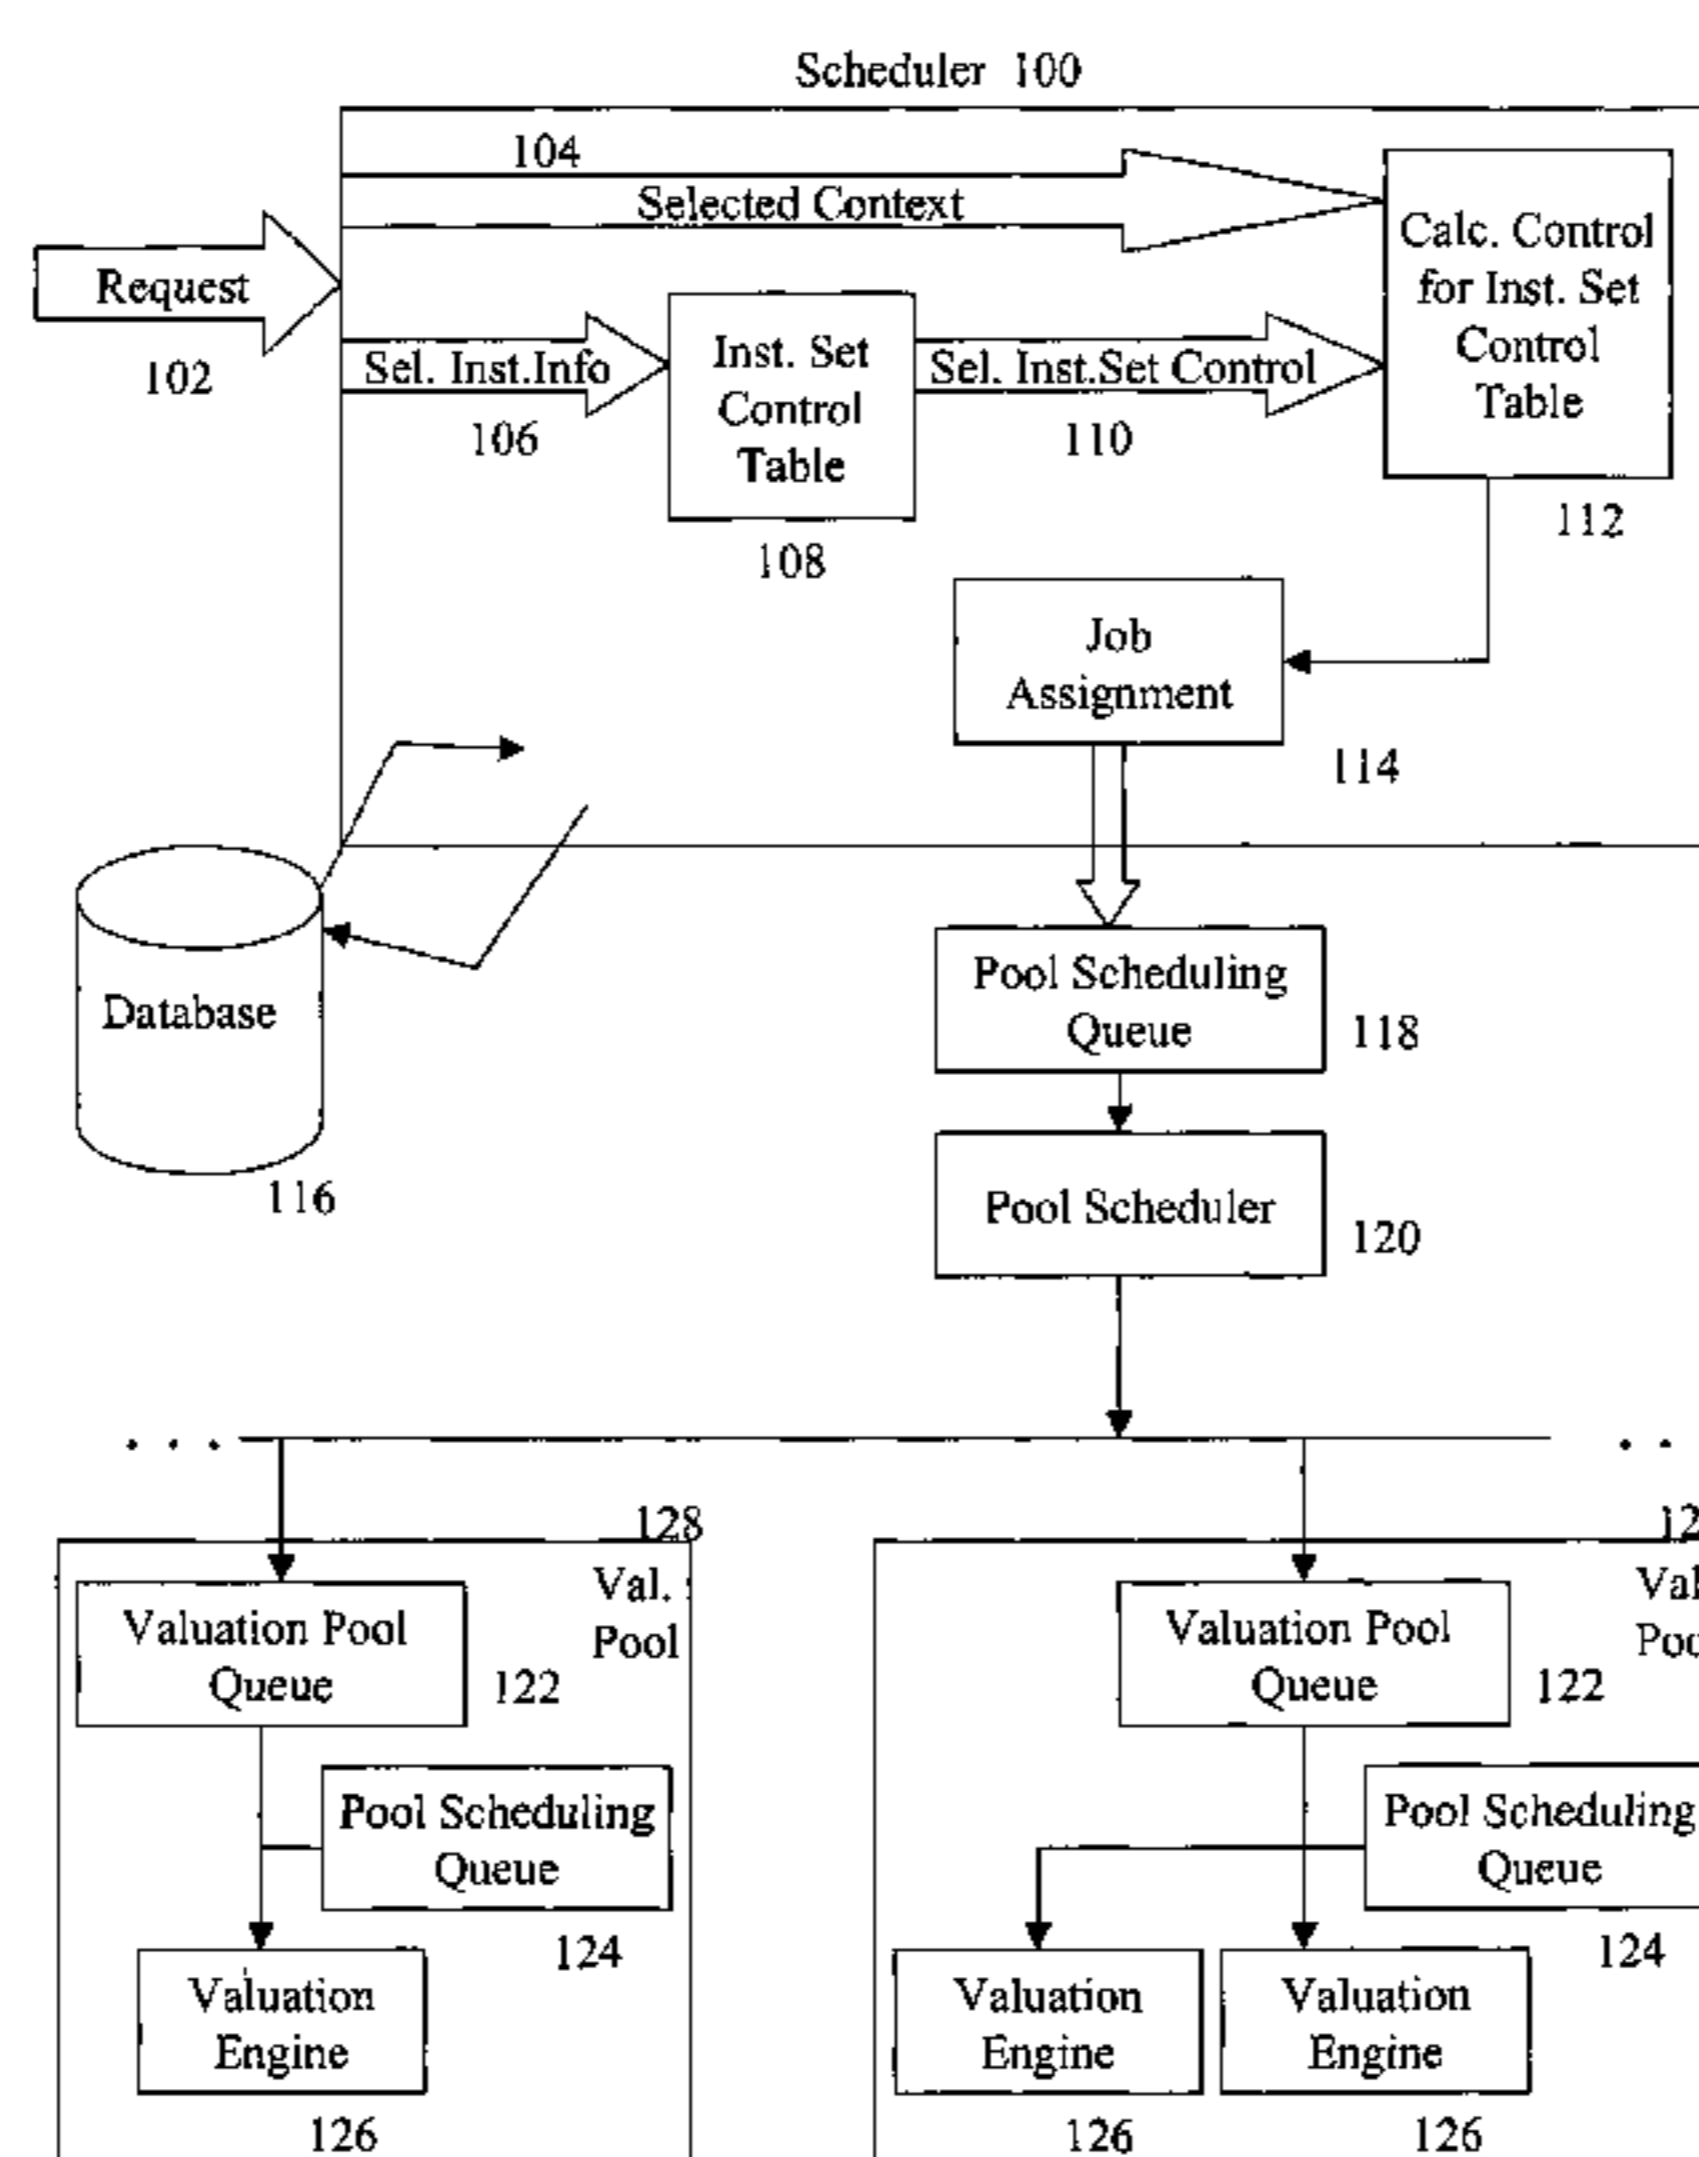 Scheduler 100
104
Selected Context
Request
102
Sel. Inst.Info
106
Inst. Set
Control
Table
108
Sel. Inst.Set Control
110
Calc. Control
for Inst. Set
Control
Table
112
Job
Assignment
114
Database
116
Pool Scheduling
Queue
118
Pool Scheduler
120
. . .
. .
128
Val.
Pool
Valuation Pool
Queue
122
Pool Scheduling
Queue
124
Valuation
Engine
126
Valuation Pool
Queue
122
Pool Scheduling
Queue
124
Valuation
Engine
126
Valuation
Engine
126